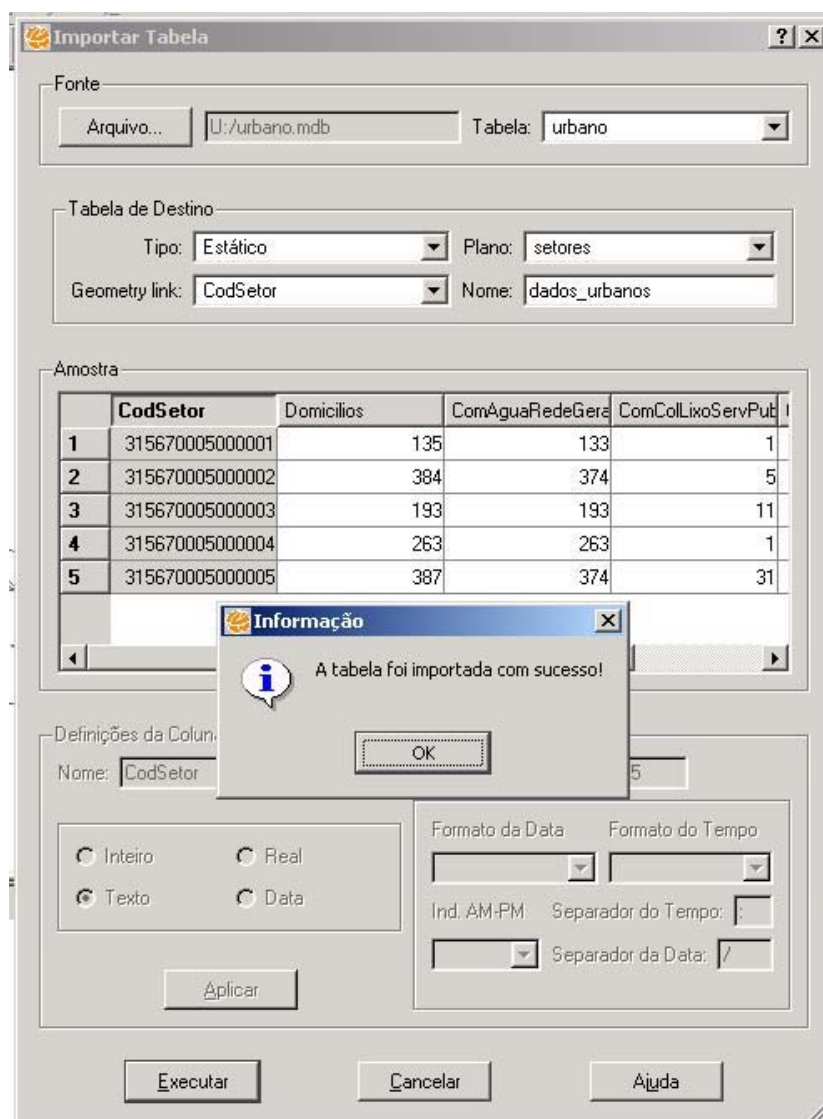 Importar Tabela
Fonte
Arquivo... U:/urbano.mdb Tabela: urbano
Tabela de Destino
Tipo: Estático Plano: setores
Geometry link: CodSetor Nome: dados_urbanos
Amostra
CodSetor Domicilios ComAguaRedeGera ComColLixoServPub
1 315670005000001 135 133 1
2 315670005000002 384 374 5
3 315670005000003 193 193 11
4 315670005000004 263 263 1
5 315670005000005 387 374 31
Informação
A tabela foi importada com sucesso!
OK
Definições da Colun
Nome: CodSetor 5
Formato da Data Formato do Tempo
Inteiro Real
Texto Data
Ind. AM-PM Separador do Tempo: :
Separador da Data: /
Aplicar
Executar Cancelar Ajuda